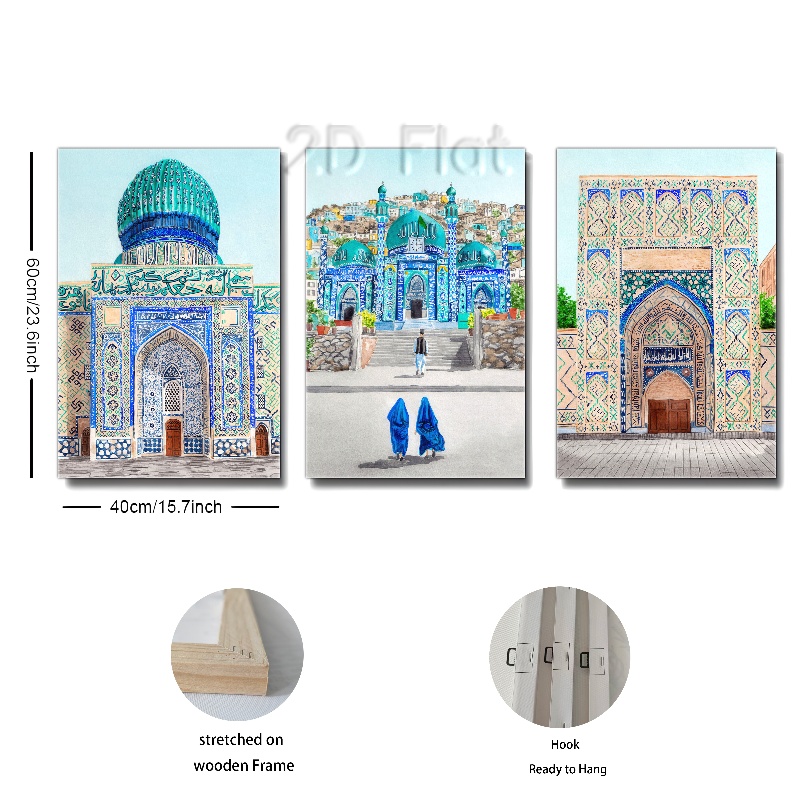 2D Flat
60cm/23.6inch
40cm/15.7inch
stretched on
wooden Frame
Hook
Ready to Hang